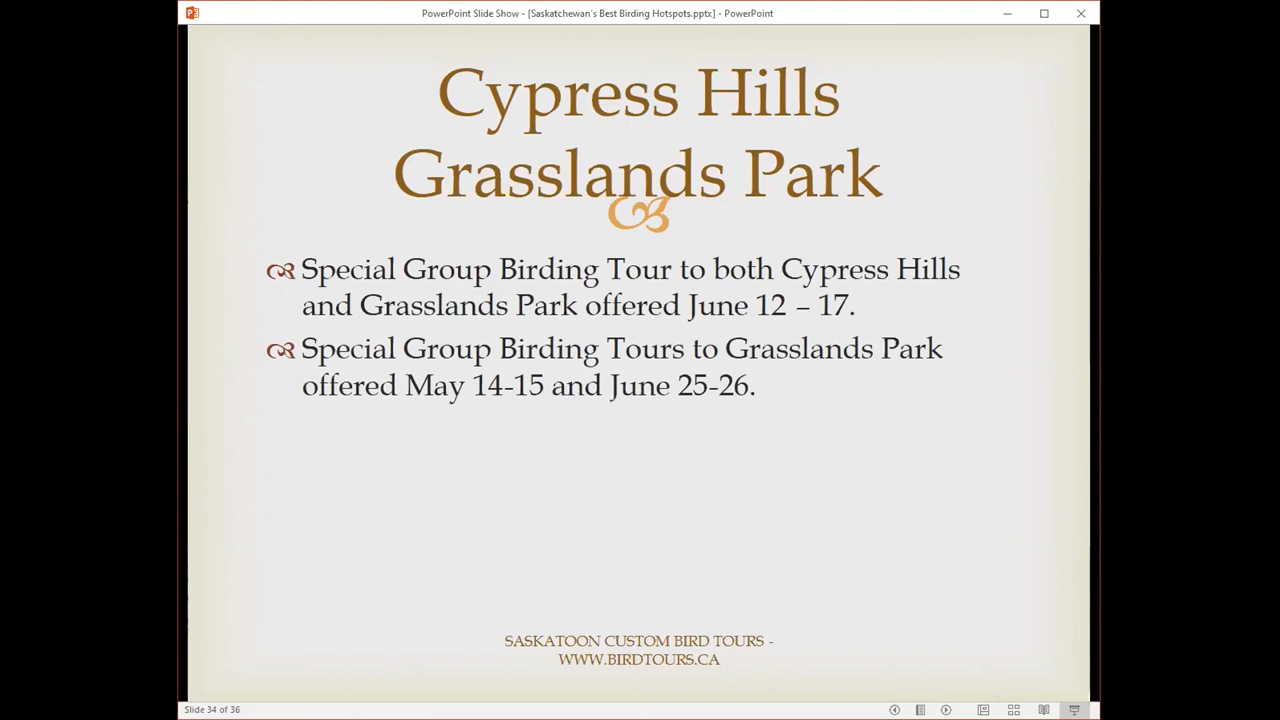 PowerPoint Slide Show - [Saskatchewan's Best Birding Hotspots.pptx] - PowerPoint
Cypress Hills
Grasslands Park
Special Group Birding Tour to both Cypress Hills
and Grasslands Park offered June 12 – 17.
Special Group Birding Tours to Grasslands Park
offered May 14-15 and June 25-26.
SASKATOON CUSTOM BIRD TOURS -
WWW.BIRDTOURS.CA
Slide 34 of 36